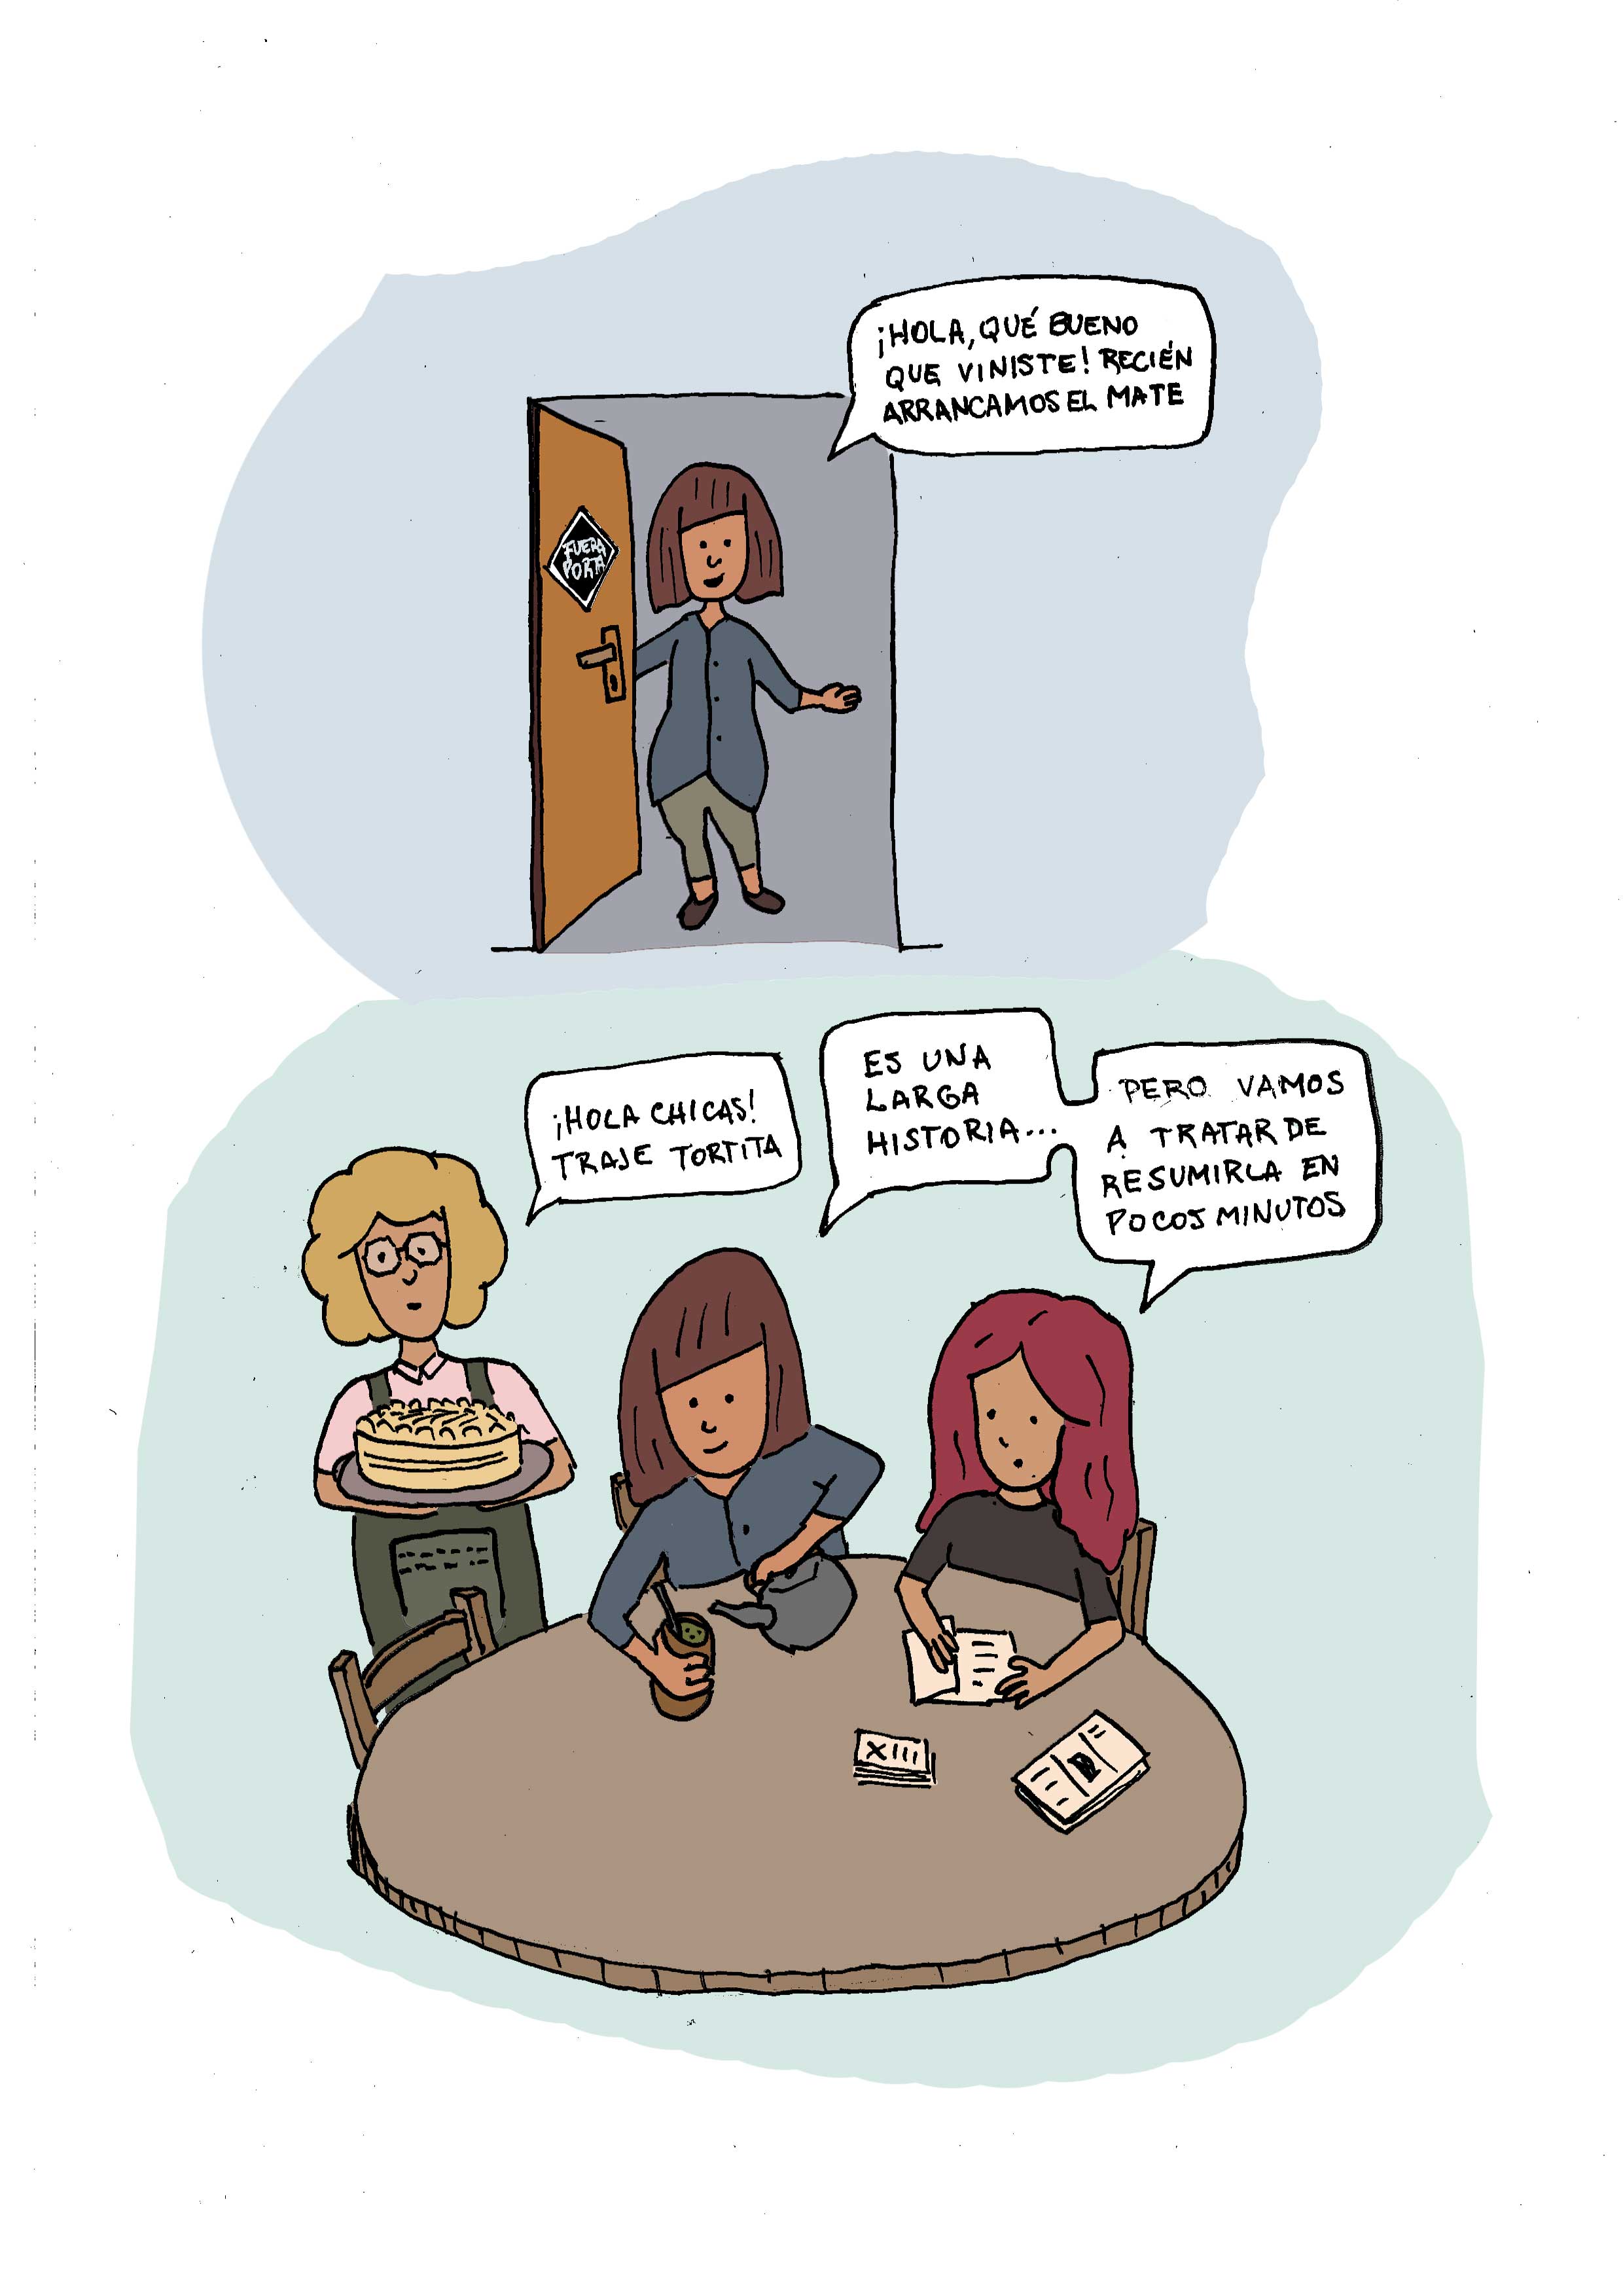 ¡HOLA, QUÉ BUENO
QUE VINISTE! RECIÉN
ARRANCAMOS EL MATE
FUERA
PORTA
¡HOLA CHICAS!
TRAJE TORTITA
ES UNA
LARGA
HISTORIA...
PERO VAMOS
A TRATAR DE
RESUMIRLA EN
POCOS MINUTOS
XIII